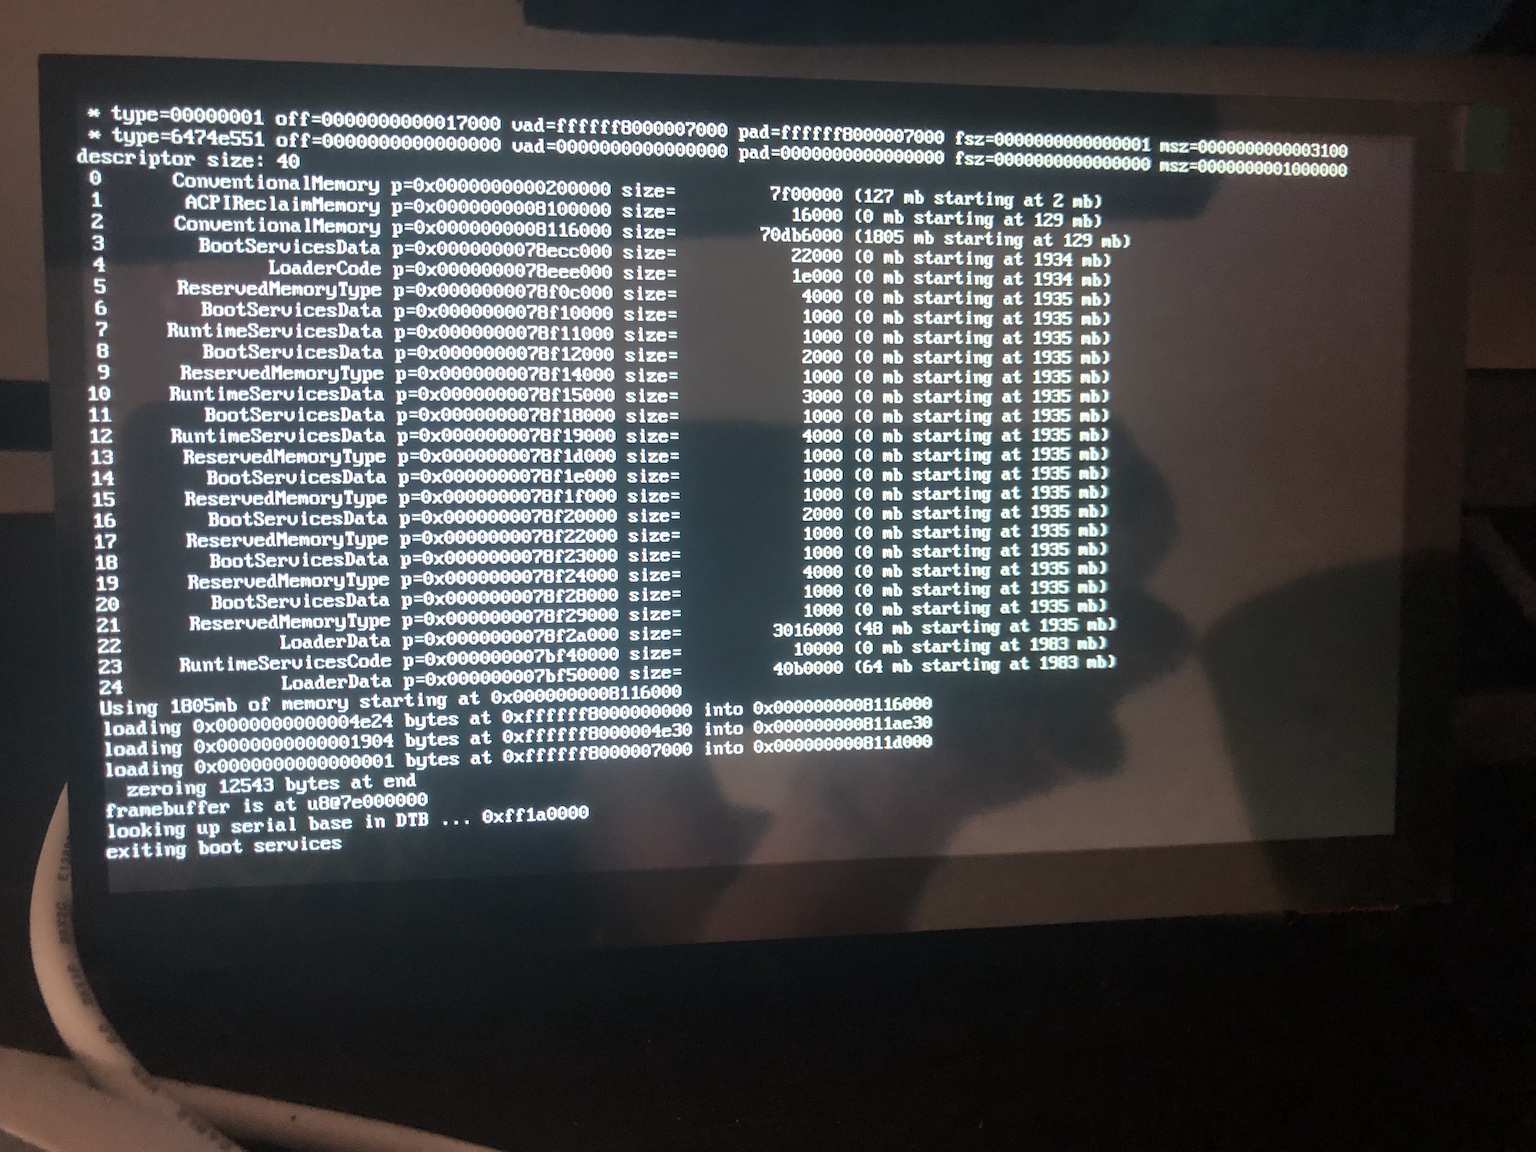 * type=00000001 off=0000000000017000 vad=ffffff8000007000 pad=ffffff8000007000 fsz=0000000000000001 msz=0000000000003100
* type=6474e551 off=0000000000000000 vad=0000000000000000 pad=0000000000000000 fsz=0000000000000000 msz=0000000001000000
descriptor size: 40
0 ConventionalMemory p=0x0000000000200000 size= 7f00000 (127 mb starting at 2 mb)
1 ACPIReclaimMemory p=0x0000000008100000 size= 16000 (0 mb starting at 129 mb)
2 ConventionalMemory p=0x0000000008116000 size= 70db6000 (1805 mb starting at 129 mb)
3 BootServicesData p=0x0000000078ecc000 size= 22000 (0 mb starting at 1934 mb)
4 LoaderCode p=0x0000000078eee000 size= 1e000 (0 mb starting at 1934 mb)
5 ReservedMemoryType p=0x0000000078f0c000 size= 4000 (0 mb starting at 1935 mb)
6 BootServicesData p=0x0000000078f10000 size= 1000 (0 mb starting at 1935 mb)
7 RuntimeServicesData p=0x0000000078f11000 size= 1000 (0 mb starting at 1935 mb)
8 BootServicesData p=0x0000000078f12000 size= 2000 (0 mb starting at 1935 mb)
9 ReservedMemoryType p=0x0000000078f14000 size= 1000 (0 mb starting at 1935 mb)
10 RuntimeServicesData p=0x0000000078f15000 size= 3000 (0 mb starting at 1935 mb)
11 BootServicesData p=0x0000000078f18000 size= 1000 (0 mb starting at 1935 mb)
12 RuntimeServicesData p=0x0000000078f19000 size= 4000 (0 mb starting at 1935 mb)
13 ReservedMemoryType p=0x0000000078f1d000 size= 1000 (0 mb starting at 1935 mb)
14 BootServicesData p=0x0000000078f1e000 size= 1000 (0 mb starting at 1935 mb)
15 ReservedMemoryType p=0x0000000078f1f000 size= 1000 (0 mb starting at 1935 mb)
16 BootServicesData p=0x0000000078f20000 size= 2000 (0 mb starting at 1935 mb)
17 ReservedMemoryType p=0x0000000078f22000 size= 1000 (0 mb starting at 1935 mb)
18 BootServicesData p=0x0000000078f23000 size= 1000 (0 mb starting at 1935 mb)
19 ReservedMemoryType p=0x0000000078f24000 size= 4000 (0 mb starting at 1935 mb)
20 BootServicesData p=0x0000000078f28000 size= 1000 (0 mb starting at 1935 mb)
21 ReservedMemoryType p=0x0000000078f29000 size= 1000 (0 mb starting at 1935 mb)
22 LoaderData p=0x0000000078f2a000 size= 3016000 (48 mb starting at 1935 mb)
23 RuntimeServicesCode p=0x000000007bf40000 size= 10000 (0 mb starting at 1983 mb)
24 LoaderData p=0x000000007bf50000 size= 40b0000 (64 mb starting at 1983 mb)
Using 1805mb of memory starting at 0x0000000008116000
loading 0x0000000000004e24 bytes at 0xffffff8000000000 into 0x0000000008116000
loading 0x0000000000001904 bytes at 0xffffff8000004e30 into 0x000000000811ae30
loading 0x0000000000000001 bytes at 0xffffff8000007000 into 0x000000000811d000
zeroing 12543 bytes at end
framebuffer is at u8@7e000000
looking up serial base in DTB ... 0xff1a0000
exiting boot services